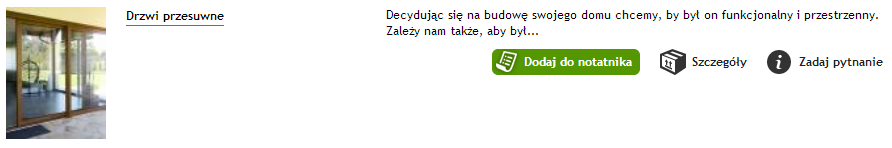 Drzwi przesuwne
Decydując się na budowę swojego domu chcemy, by był on funkcjonalny i przestrzenny.
Zależy nam także, aby był...
Dodaj do notatnika
Szczegóły
Zadaj pytnanie